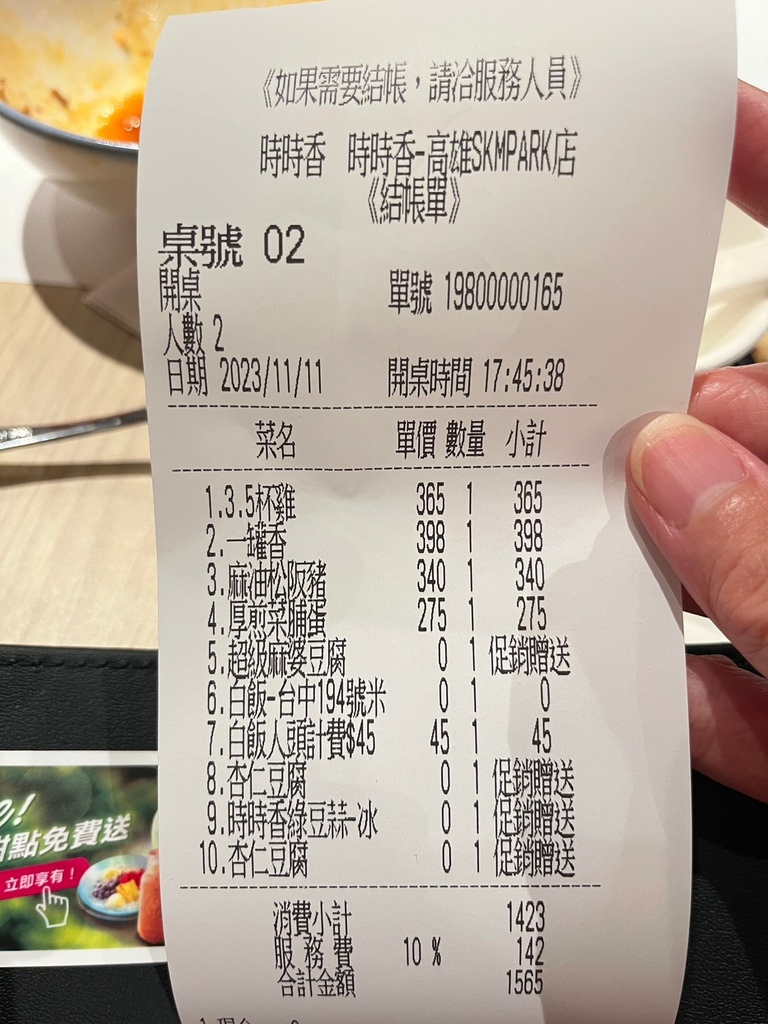 《如果需要結帳，請洽服務人員》
時時香 時時香-高雄SKMPARK店
《結帳單》
桌號 02
開桌 單號 19800000165
人數 2
日期 2023/11/11 開桌時間 17:45:38
菜名 單價 數量 小計
1.3.5杯雞 365 1 365
2.一罐香 398 1 398
3.麻油松阪豬 340 1 340
4.厚煎菜脯蛋 275 1 275
5.超級麻婆豆腐 0 1 促銷贈送
6.白飯-台中194號米 0 1 0
7.白飯人頭計費$45 45 1 45
8.杏仁豆腐 0 1 促銷贈送
9.時時香綠豆蒜-冰 0 1 促銷贈送
10.杏仁豆腐 0 1 促銷贈送
消費小計 1423
服務費 10 % 142
合計金額 1565
點免費送
立即享有！